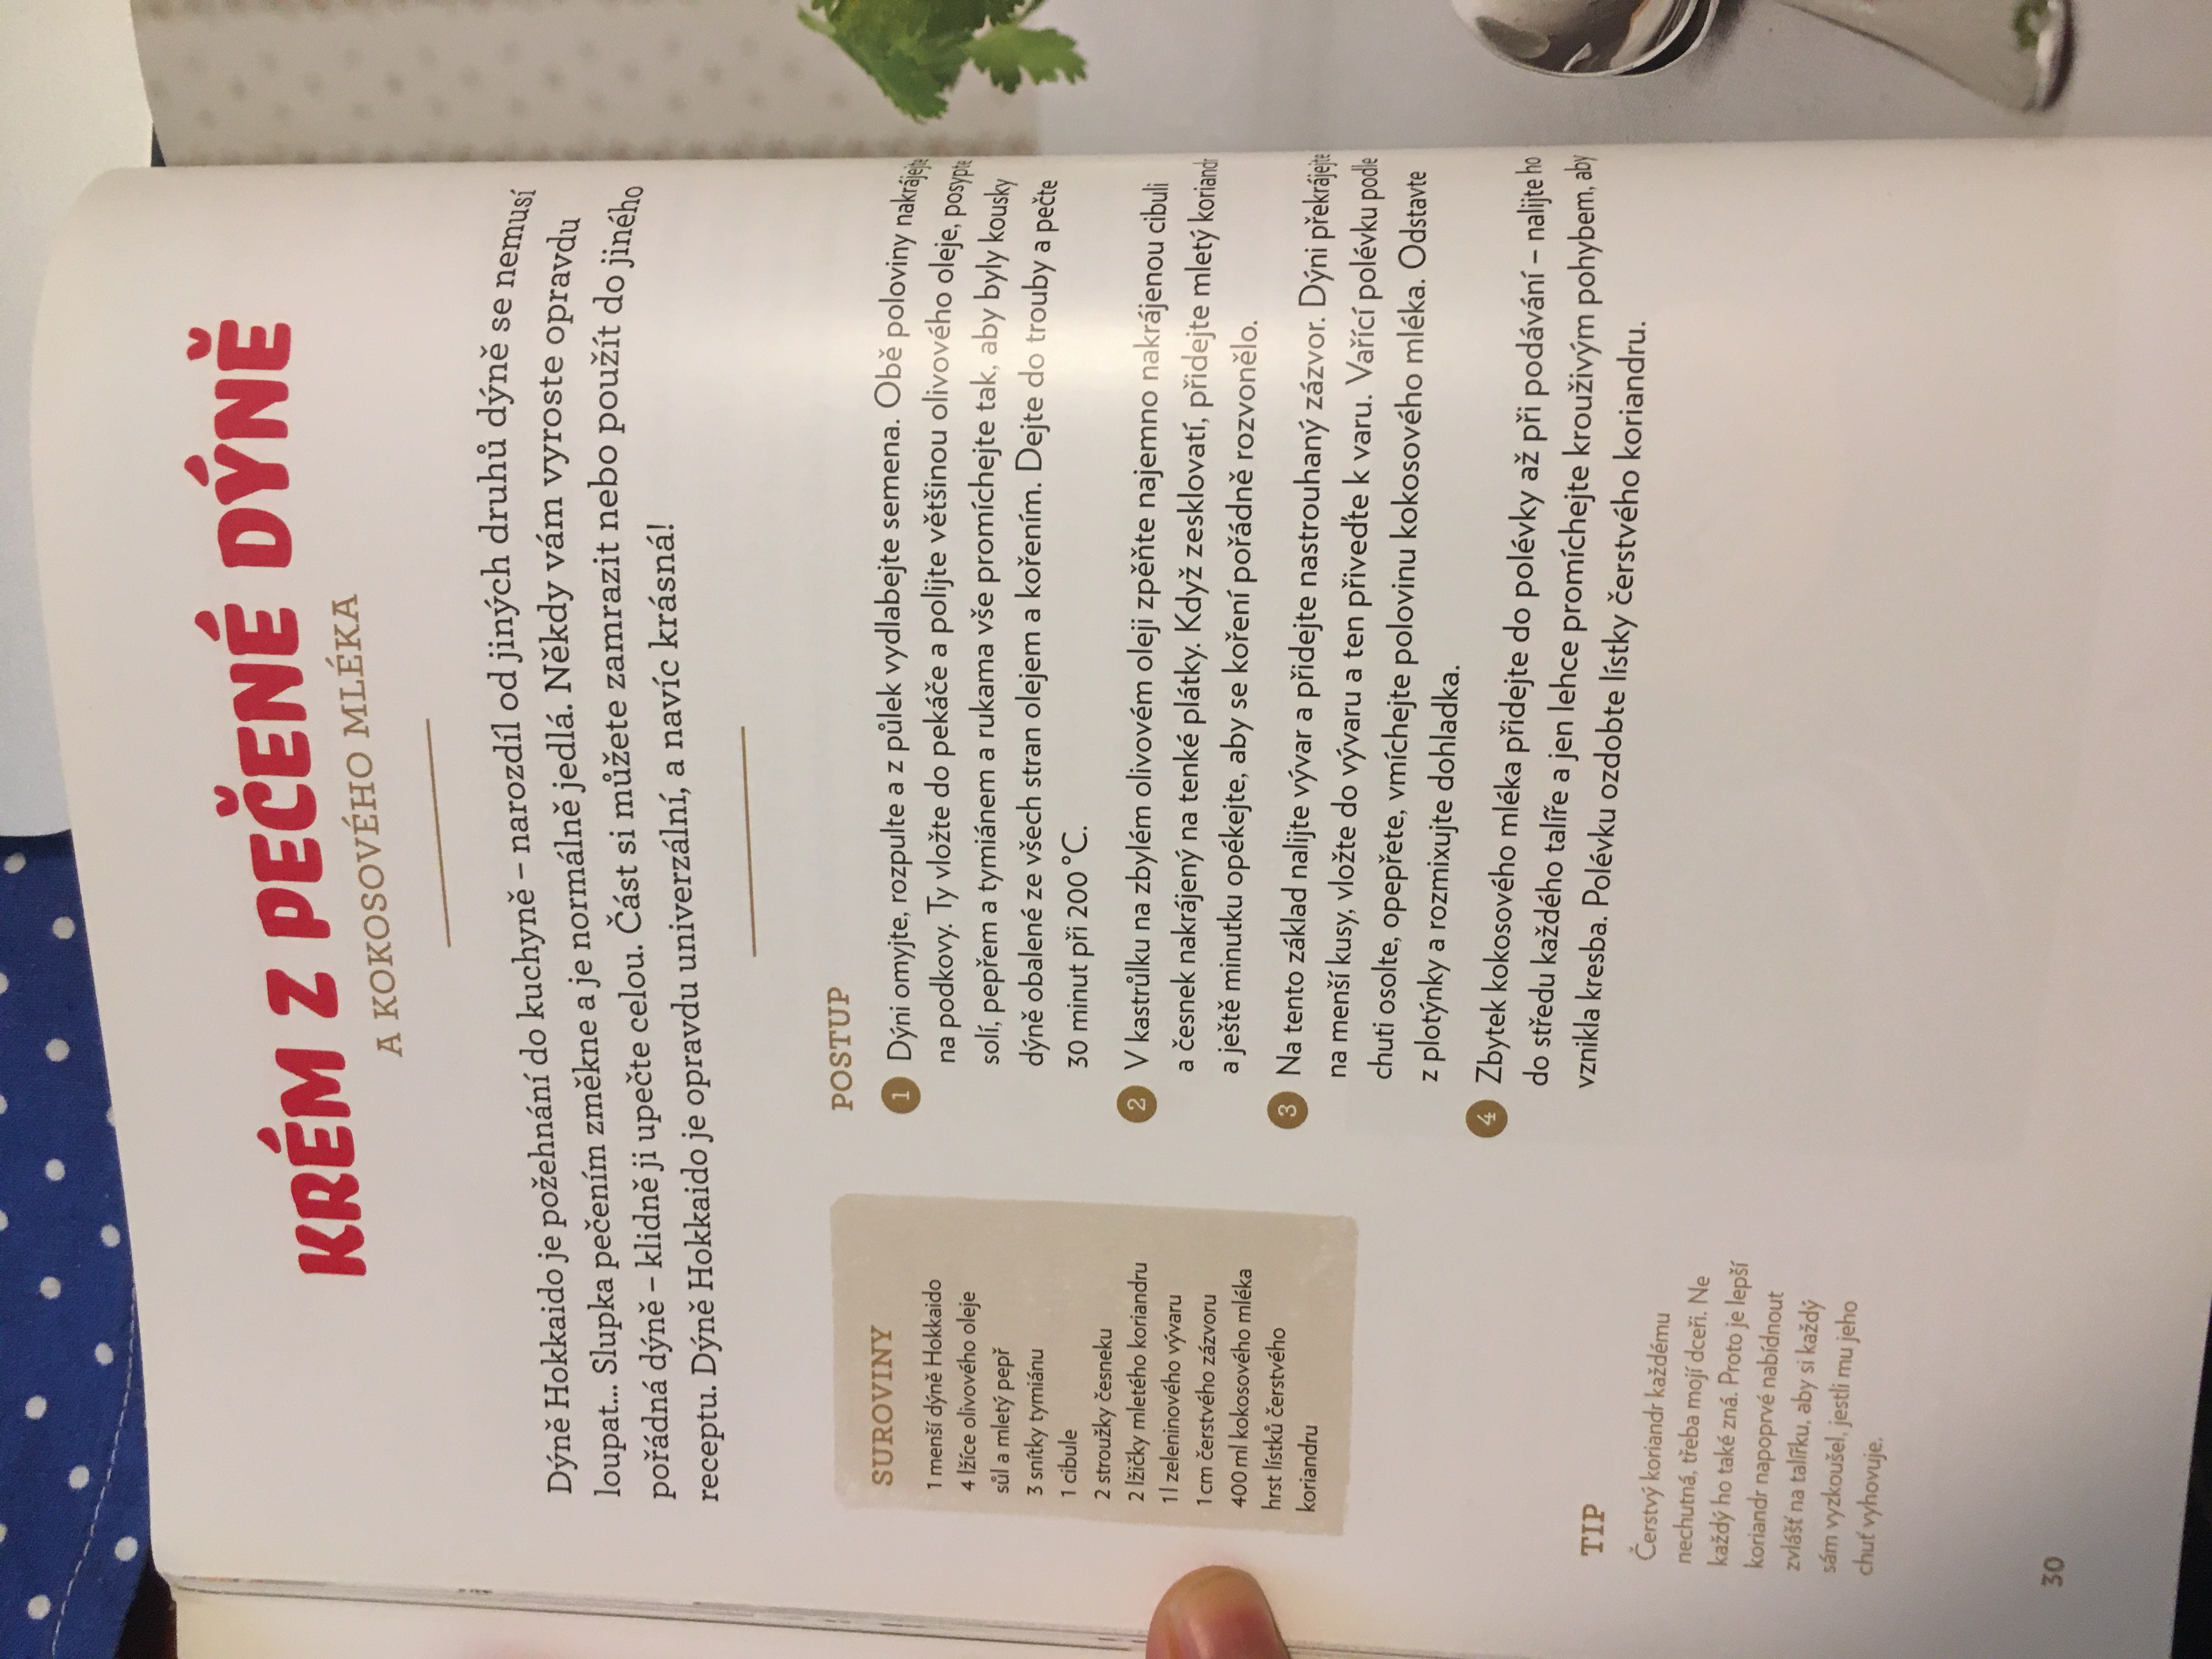 KRÉM Z PEČENÉ DÝNĚ
A KOKOSOVÉHO MLÉKA
Dýně Hokkaido je požehnání do kuchyně – narozdíl od jiných druhů dýně se nemusí
loupat... Slupka pečením změkne a je normálně jedlá. Někdy vám vyroste opravdu
pořádná dýně – klidně ji upečte celou. Část si můžete zamrazit nebo použít do jiného
receptu. Dýně Hokkaido je opravdu univerzální, a navíc krásná!
SUROVINY
1 menší dýně Hokkaido
4 lžíce olivového oleje
sůl a mletý pepř
3 snítky tymiánu
1 cibule
2 stroužky česneku
2 lžičky mletého koriandru
1 l zeleninového vývaru
1 cm čerstvého zázvoru
400 ml kokosového mléka
hrst lístků čerstvého
koriandru
TIP
Čerstvý koriandr každému
nechutná, třeba mojí dceři. Ne
každý ho také zná. Proto je lepší
koriandr napoprvé nabídnout
zvlášť na talířku, aby si každý
sám vyzkoušel, jestli mu jeho
chuť vyhovuje.
POSTUP
1 Dýni omyjte, rozpulte a z půlek vydlabejte semena. Obě poloviny nakrájejte
na podkovy. Ty vložte do pekáče a polijte většinou olivového oleje, posypte
solí, pepřem a tymiánem a rukama vše promíchejte tak, aby byly kousky
dýně obalené ze všech stran olejem a kořením. Dejte do trouby a pečte
30 minut při 200 °C.
2 V kastrůlku na zbylém olivovém oleji zpěňte najemno nakrájenou cibuli
a česnek nakrájený na tenké plátky. Když zesklovatí, přidejte mletý koriandr
a ještě minutku opékejte, aby se koření pořádně rozvonělo.
3 Na tento základ nalijte vývar a přidejte nastrouhaný zázvor. Dýni překrájejte
na menší kusy, vložte do vývaru a ten přiveďte k varu. Vařící polévku podle
chuti osolte, opepřete, vmíchejte polovinu kokosového mléka. Odstavte
z plotýnky a rozmixujte dohladka.
4 Zbytek kokosového mléka přidejte do polévky až při podávání – nalijte ho
do středu každého talíře a jen lehce promíchejte krouživým pohybem, aby
vznikla kresba. Polévku ozdobte lístky čerstvého koriandru.
30